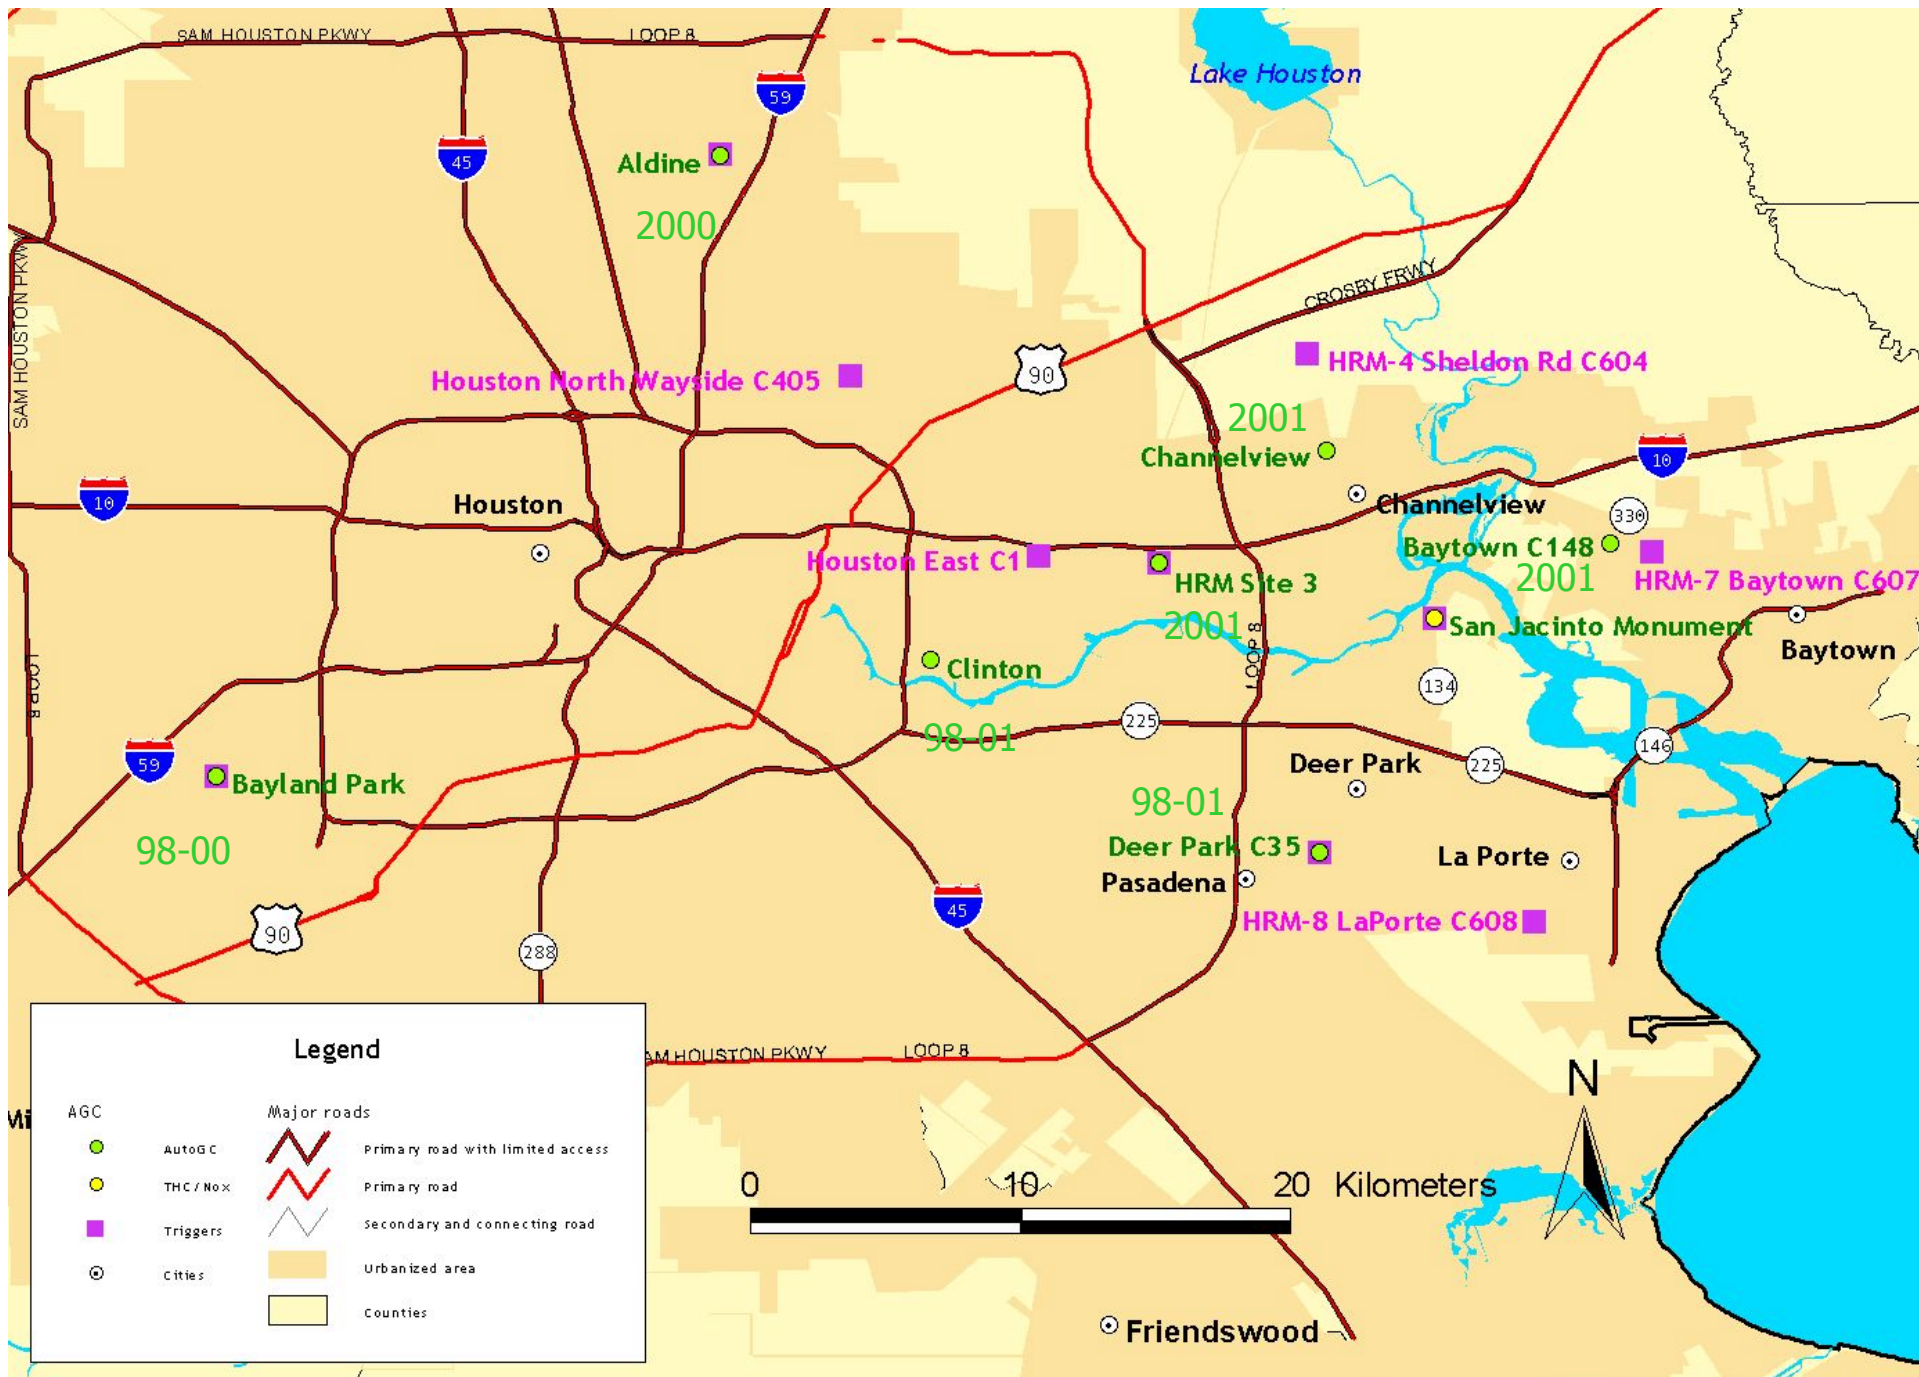 SAM HOUSTON PKWY
LOOP 8
59
Lake Houston
45
Aldine
2000
SAM HOUSTON PKWY
CROSBY FRWY
HRM-4 Sheldon Rd C604
Houston North Wayside C405
90
2001
Channelview
10
10
Houston
Channelview
330
Baytown C148
2001
HRM-7 Baytown C607
Houston East C1
HRM Site 3
2001
San Jacinto Monument
Baytown
LOOP 8
LOOP 8
Clinton
98-01
134
225
146
59
Bayland Park
98-00
Deer Park
225
98-01
Deer Park C35
La Porte
Pasadena
HRM-8 LaPorte C608
45
90
288
AM HOUSTON PKWY
LOOP 8
N
Mi
Legend
AGC
Major roads
AutoGC
Primary road with limited access
THC/Nox
Primary road
Triggers
Secondary and connecting road
Cities
Urbanized area
Counties
0 10 20 Kilometers
Friendswood